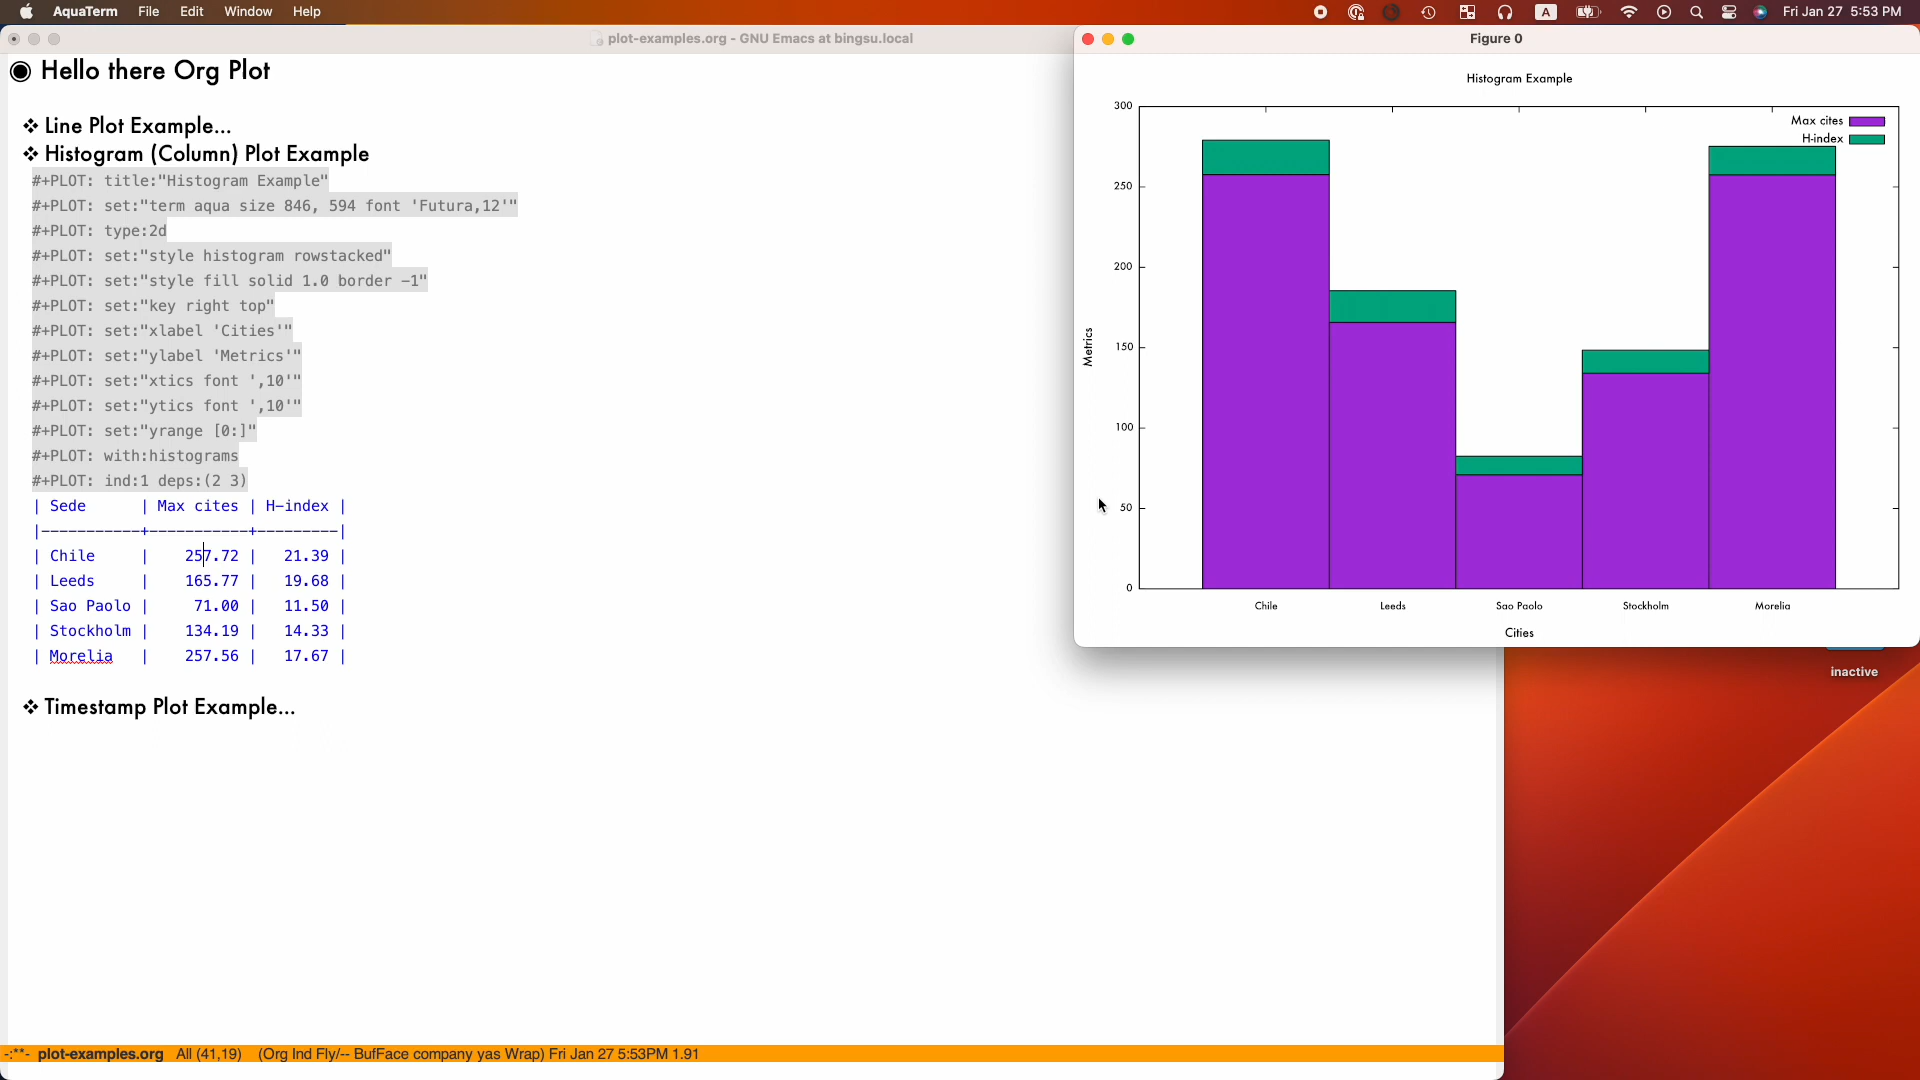 AquaTerm File Edit Window Help
A
Fri Jan 27 5:53 PM
plot-examples.org - GNU Emacs at bingsu.local
Hello there Org Plot
Line Plot Example...
Histogram (Column) Plot Example
#+PLOT: title:"Histogram Example"
#+PLOT: set:"term aqua size 846, 594 font 'Futura,12'"
#+PLOT: type:2d
#+PLOT: set:"style histogram rowstacked"
#+PLOT: set:"style fill solid 1.0 border -1"
#+PLOT: set:"key right top"
#+PLOT: set:"xlabel 'Cities'"
#+PLOT: set:"ylabel 'Metrics'"
#+PLOT: set:"xtics font ',10'"
#+PLOT: set:"ytics font ',10'"
#+PLOT: set:"yrange [0:]"
#+PLOT: with:histograms
#+PLOT: ind:1 deps:(2 3)
| Sede | Max cites | H-index |
|-----------+-----------+---------|
| Chile | 257.72 | 21.39 |
| Leeds | 165.77 | 19.68 |
| Sao Paolo | 71.00 | 11.50 |
| Stockholm | 134.19 | 14.33 |
| Morelia | 257.56 | 17.67 |
Timestamp Plot Example...
-:**- plot-examples.org All (41,19) (Org Ind Fly/-- BufFace company yas Wrap) Fri Jan 27 5:53PM 1.91
Figure 0
Histogram Example
Max cites
H-index
300
250
200
150
100
50
0
Metrics
Chile Leeds Sao Paolo Stockholm Morelia
Cities
inactive